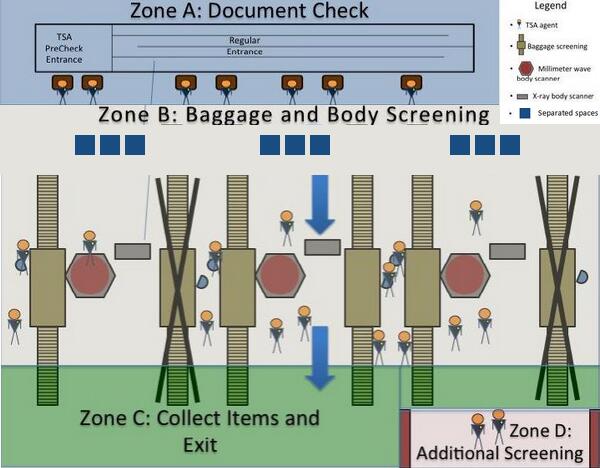 Zone A: Document Check
TSA
PreCheck
Entrance
Regular
Entrance
Legend
TSA agent
Baggage screening
Millimeter wave
body scanner
X-ray body scanner
Separated spaces
Zone B: Baggage and Body Screening
Zone C: Collect Items and
Exit
Zone D:
Additional Screening